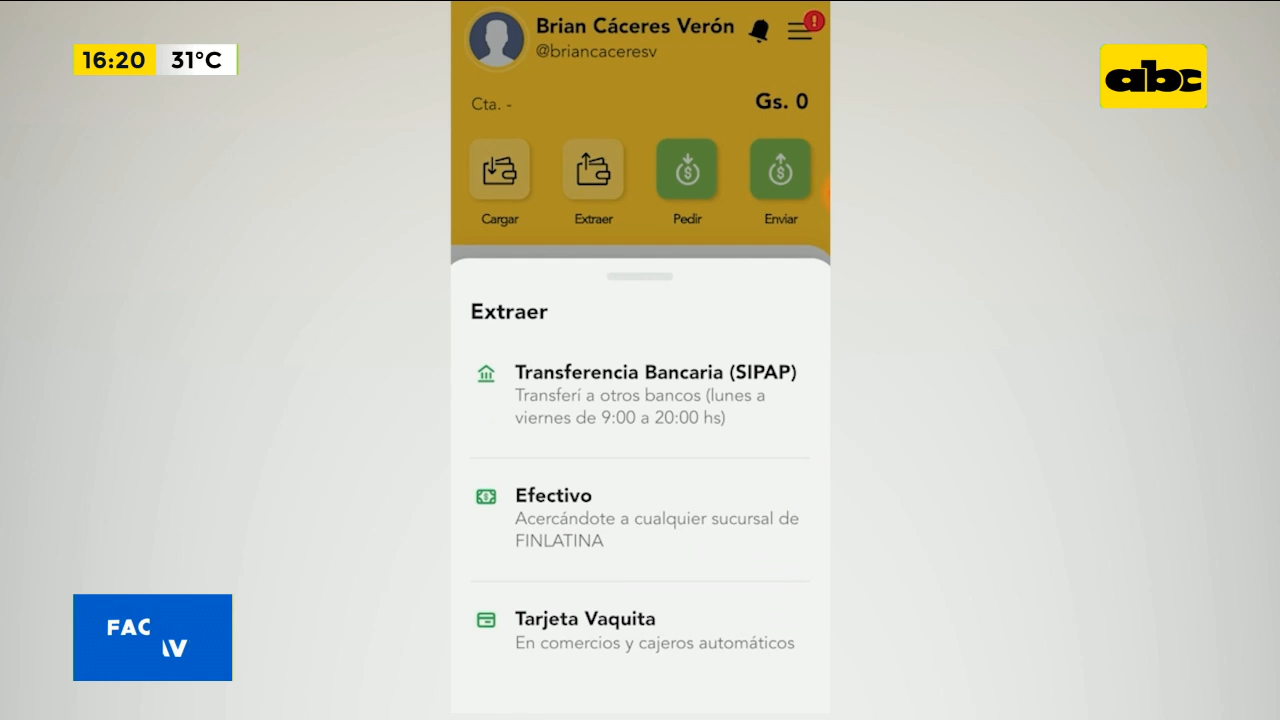 16:20 31°C
abc
Brian Cáceres Verón
@briancaceresv
Cta. -
Gs. 0
Cargar
Extraer
Pedir
Enviar
Extraer
Transferencia Bancaria (SIPAP)
Transferí a otros bancos (lunes a
viernes de 9:00 a 20:00 hs)
Efectivo
Acercándote a cualquier sucursal de
FINLATINA
Tarjeta Vaquita
En comercios y cajeros automáticos